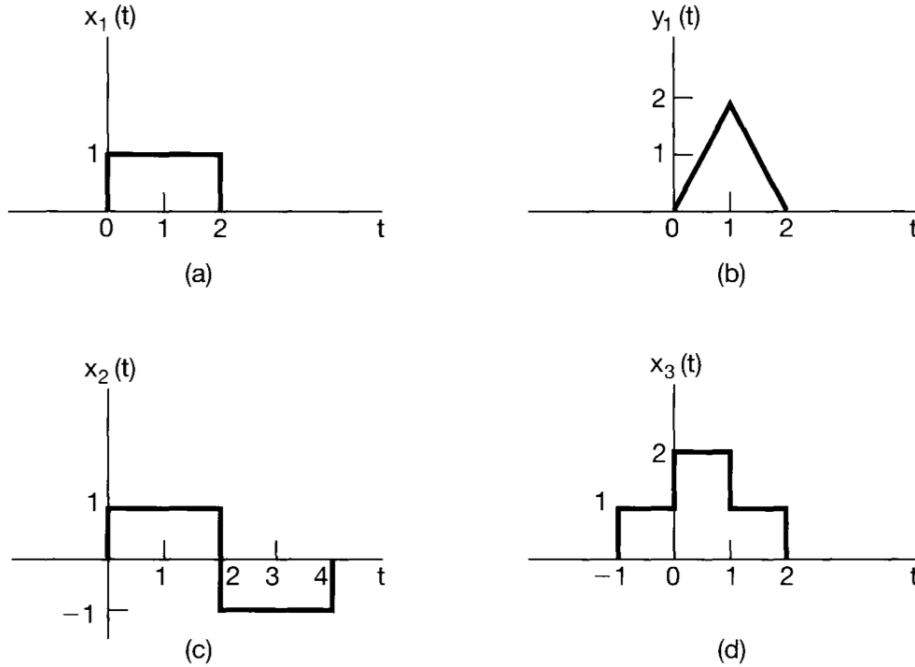 x₁ (t)
1
0 1 2 t
(a)
y₁ (t)
2
1
0 1 2 t
(b)
x₂ (t)
1
1 2 3 4 t
−1
(c)
x₃ (t)
2
1
−1 0 1 2 t
(d)